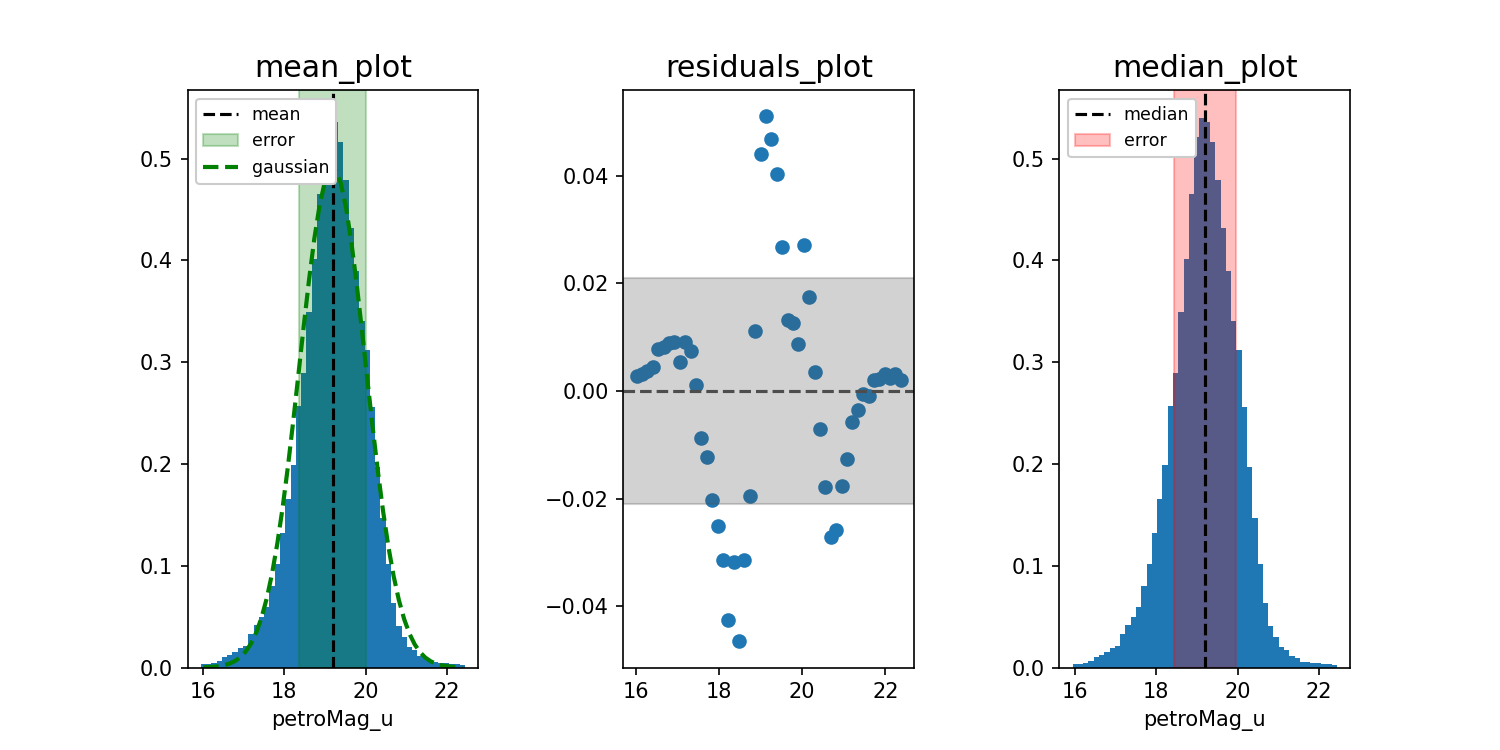 mean_plot
mean
error
gaussian
0.5
0.4
0.3
0.2
0.1
0.0
16 18 20 22
petroMag_u
residuals_plot
0.04
0.02
0.00
−0.02
−0.04
16 18 20 22
median_plot
median
error
0.5
0.4
0.3
0.2
0.1
0.0
16 18 20 22
petroMag_u